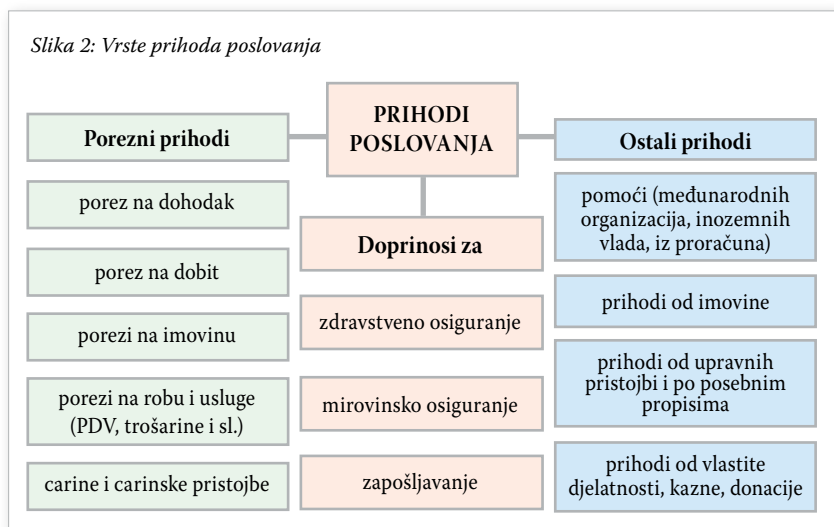 Slika 2: Vrste prihoda poslovanja
PRIHODI
POSLOVANJA
Porezni prihodi
porez na dohodak
porez na dobit
porezi na imovinu
porezi na robu i usluge
(PDV, trošarine i sl.)
carine i carinske pristojbe
Doprinosi za
zdravstveno osiguranje
mirovinsko osiguranje
zapošljavanje
Ostali prihodi
pomoći (međunarodnih
organizacija, inozemnih
vlada, iz proračuna)
prihodi od imovine
prihodi od upravnih
pristojbi i po posebnim
propisima
prihodi od vlastite
djelatnosti, kazne, donacije